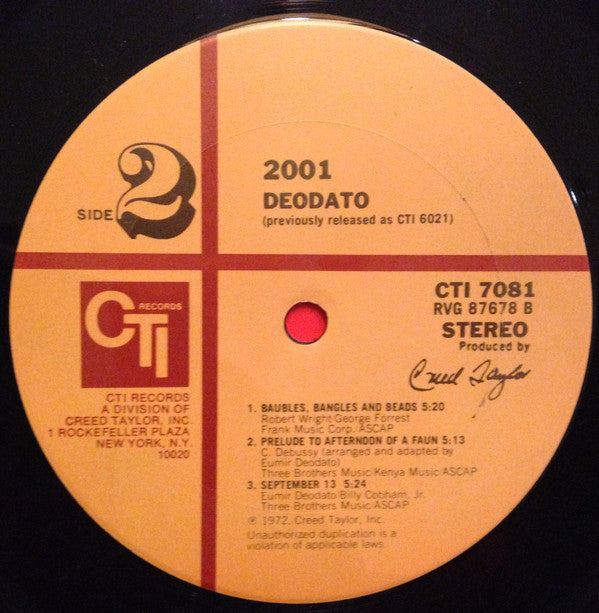 SIDE 2
2001
DEODATO
(previously released as CTI 6021)
CTI RECORDS
CTI RECORDS
A DIVISION OF
CREED TAYLOR, INC.
1 ROCKEFELLER PLAZA
NEW YORK, N.Y.
10020
CTI 7081
RVG 87678 B
STEREO
Produced by
Creed Taylor
1. BAUBLES, BANGLES AND BEADS 5:20
Robert Wright/George Forrest
Frank Music Corp./ASCAP
2. PRELUDE TO AFTERNOON OF A FAUN 5:13
C. Debussy (arranged and adapted by
Eumir Deodato)
Three Brothers Music/Kenya Music/ASCAP
3. SEPTEMBER 13 5:24
Eumir Deodato/Billy Cobham, Jr.
Three Brothers Music/ASCAP
℗ 1972, Creed Taylor, Inc.
Unauthorized duplication is a
violation of applicable laws.